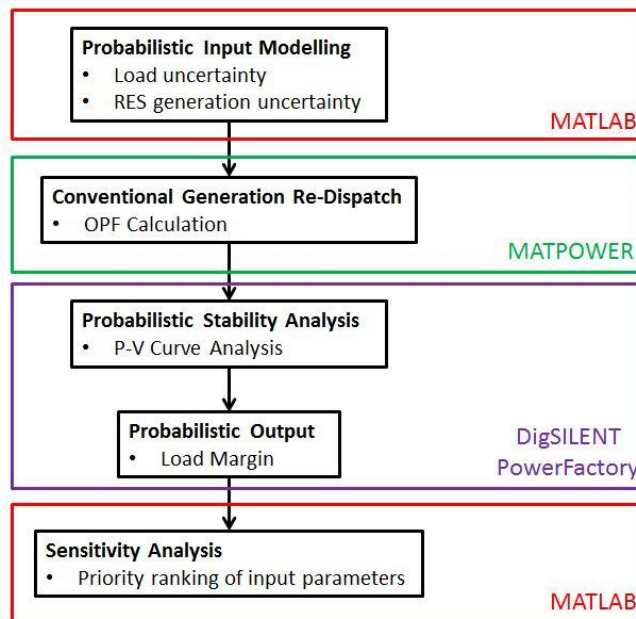 Probabilistic Input Modelling
• Load uncertainty
• RES generation uncertainty
MATLAB
Conventional Generation Re-Dispatch
• OPF Calculation
MATPOWER
Probabilistic Stability Analysis
• P-V Curve Analysis
Probabilistic Output
• Load Margin
DigSILENT
PowerFactory
Sensitivity Analysis
• Priority ranking of input parameters
MATLAB